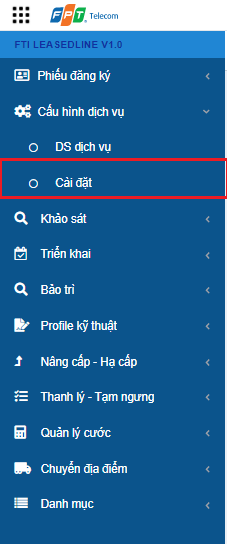 FPT Telecom
FTI LEASEDLINE V1.0
Phiếu đăng ký
Cấu hình dịch vụ
DS dịch vụ
Cài đặt
Khảo sát
Triển khai
Bảo trì
Profile kỹ thuật
Nâng cấp - Hạ cấp
Thanh lý - Tạm ngưng
Quản lý cước
Chuyển địa điểm
Danh mục